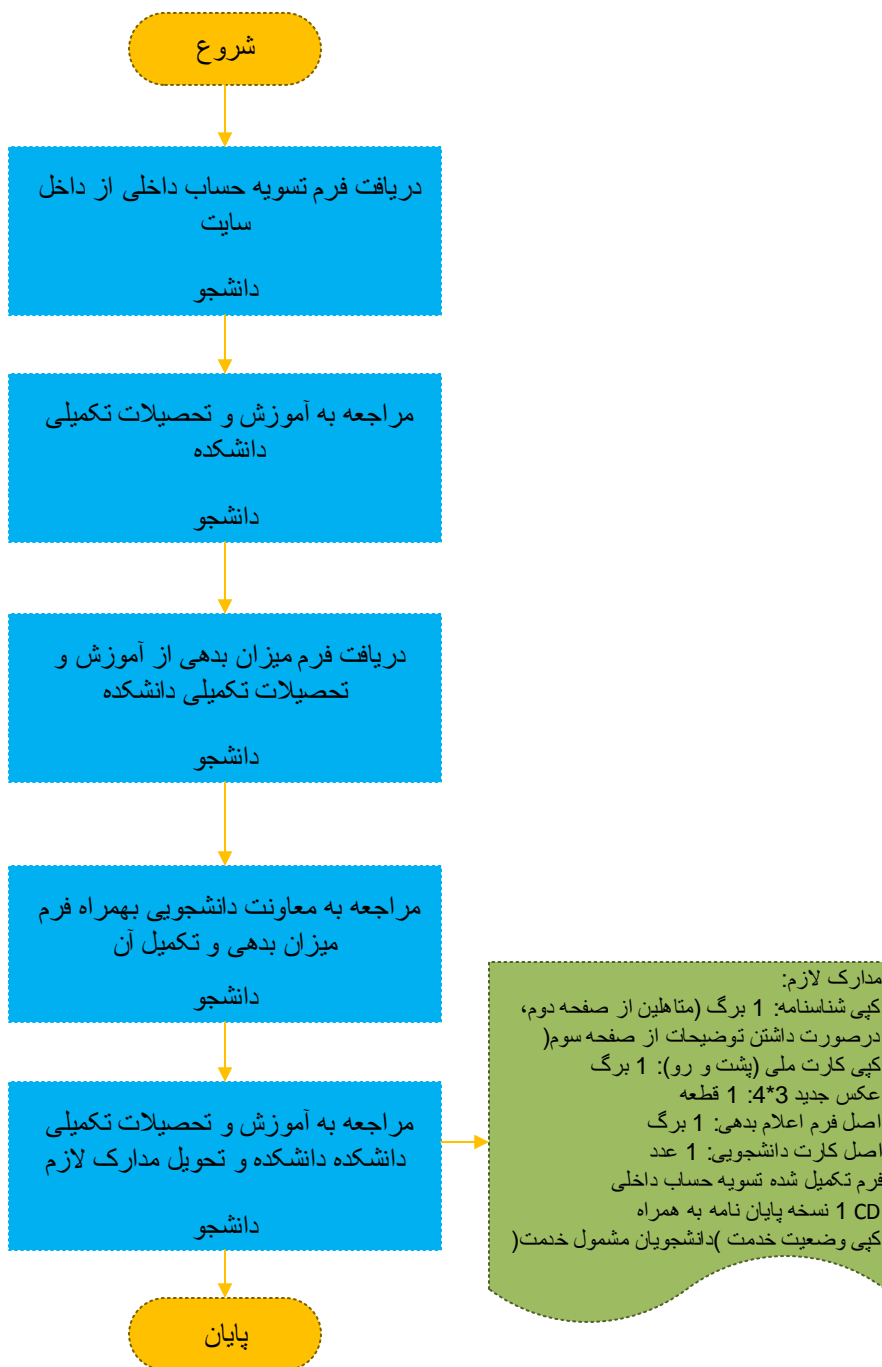 شروع
دریافت فرم تسویه حساب داخلی از داخل
سایت
دانشجو
مراجعه به آموزش و تحصیلات تکمیلی
دانشکده
دانشجو
دریافت فرم میزان بدهی از آموزش و
تحصیلات تکمیلی دانشکده
دانشجو
مراجعه به معاونت دانشجویی بهمراه فرم
میزان بدهی و تکمیل آن
دانشجو
مراجعه به آموزش و تحصیلات تکمیلی
دانشکده دانشکده و تحویل مدارک لازم
دانشجو
مدارک لازم:
کپی شناسنامه: 1 برگ (متاهلین از صفحه دوم،
درصورت داشتن توضیحات از صفحه سوم(
کپی کارت ملی (پشت و رو): 1 برگ
عکس جدید 3*4: 1 قطعه
اصل فرم اعلام بدهی: 1 برگ
اصل کارت دانشجویی: 1 عدد
فرم تکمیل شده تسویه حساب داخلی
1 نسخه پایان نامه به همراه CD
کپی وضعیت خدمت )دانشجویان مشمول خدمت(
پایان